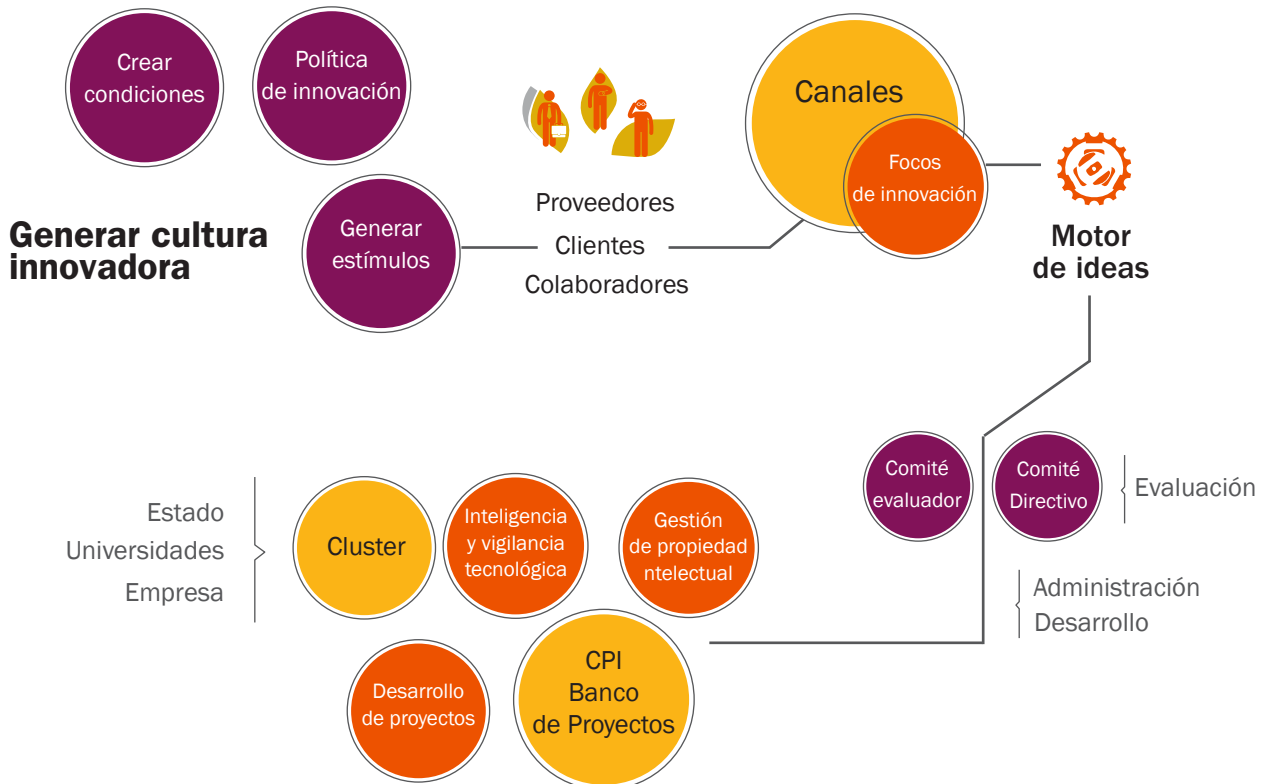 Crear
condiciones
Política
de innovación
Generar cultura
innovadora
Generar
estímulos
Proveedores
Clientes
Colaboradores
Canales
Focos
de innovación
Motor
de ideas
Comité
evaluador
Comité
Directivo
Evaluación
Administración
Desarrollo
Estado
Universidades
Empresa
Cluster
Inteligencia
y vigilancia
tecnológica
Gestión
de propiedad
ntelectual
Desarrollo
de proyectos
CPI
Banco
de Proyectos